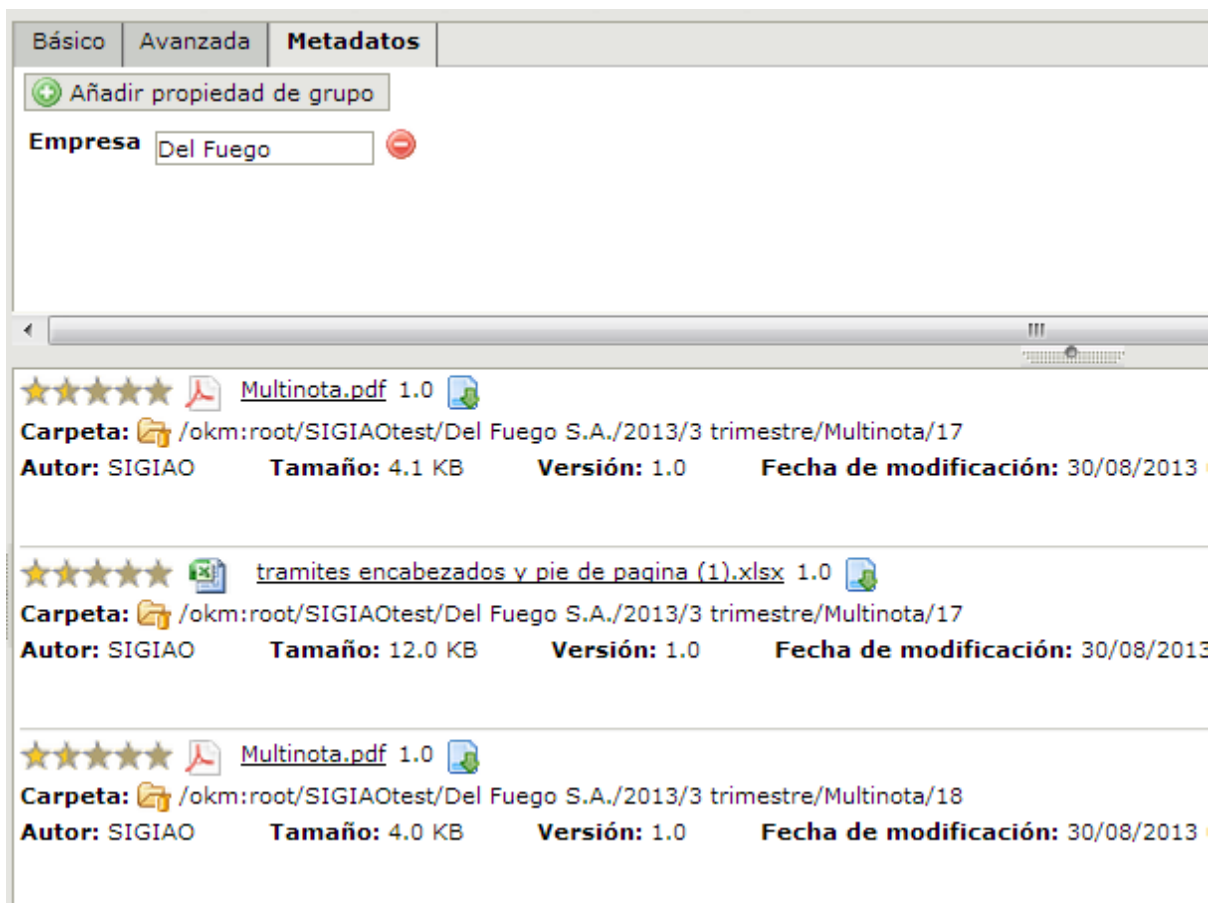 Básico Avanzada Metadatos
Añadir propiedad de grupo
Empresa Del Fuego
Multinota.pdf 1.0
Carpeta: /okm:root/SIGIAOtest/Del Fuego S.A./2013/3 trimestre/Multinota/17
Autor: SIGIAO Tamaño: 4.1 KB Versión: 1.0 Fecha de modificación: 30/08/2013
tramites encabezados y pie de pagina (1).xlsx 1.0
Carpeta: /okm:root/SIGIAOtest/Del Fuego S.A./2013/3 trimestre/Multinota/17
Autor: SIGIAO Tamaño: 12.0 KB Versión: 1.0 Fecha de modificación: 30/08/2013
Multinota.pdf 1.0
Carpeta: /okm:root/SIGIAOtest/Del Fuego S.A./2013/3 trimestre/Multinota/18
Autor: SIGIAO Tamaño: 4.0 KB Versión: 1.0 Fecha de modificación: 30/08/2013